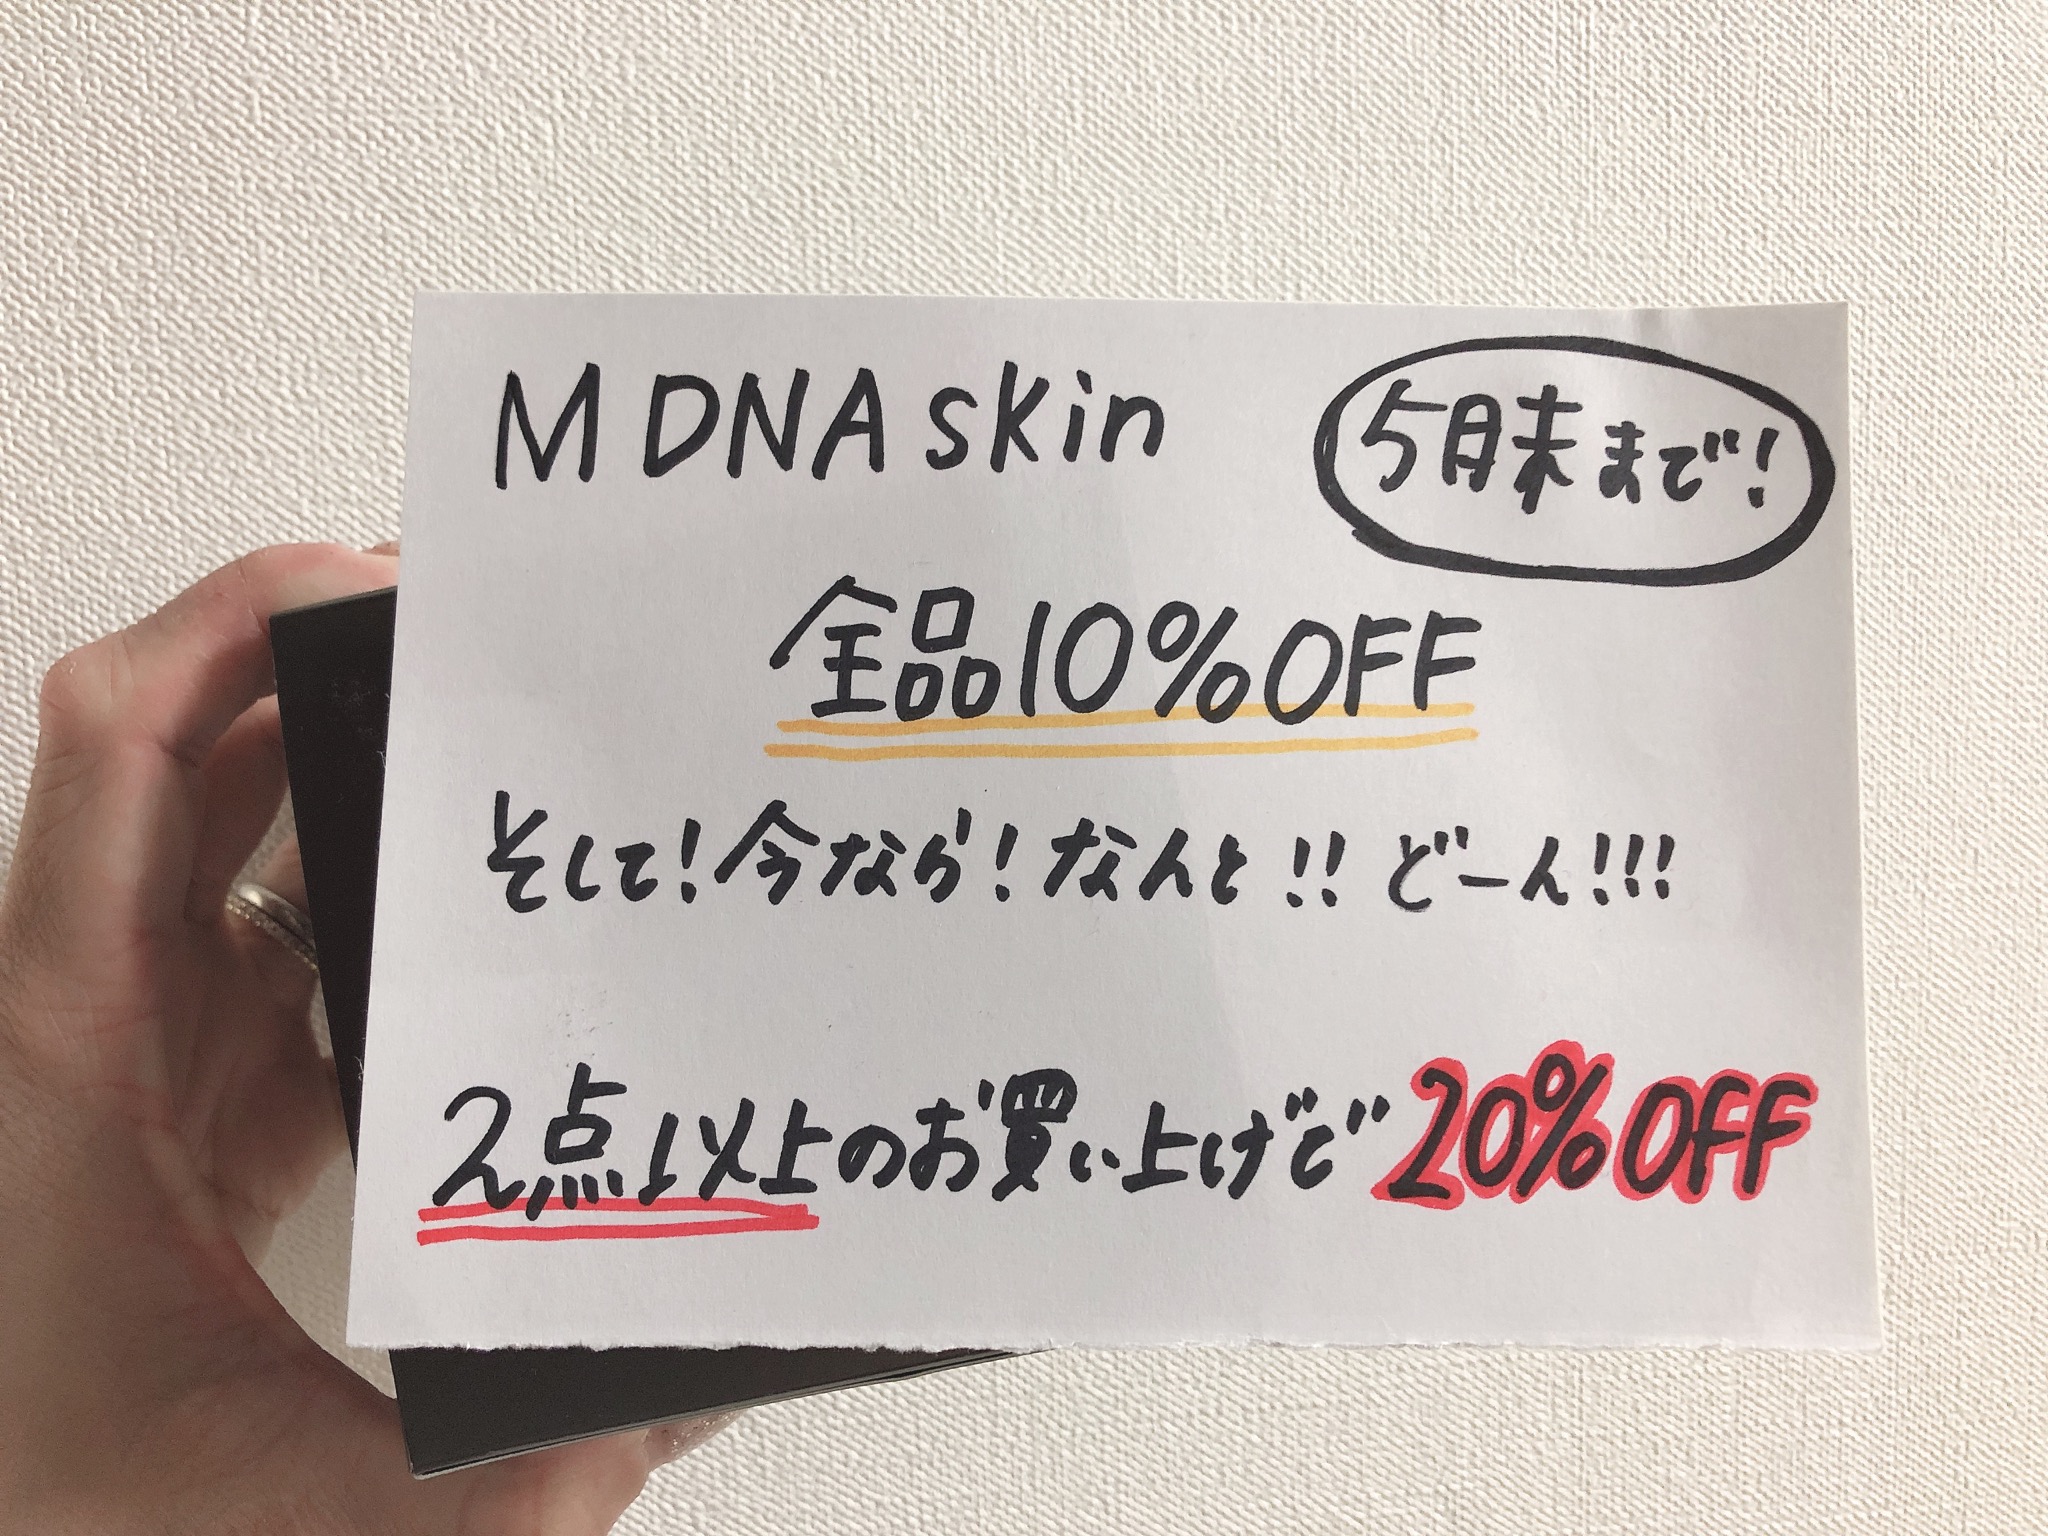 MDNA skin
5月末まで!
全品10%OFF
そして!今なら!なんと!!どーん!!!
2点以上のお買い上げで20%OFF